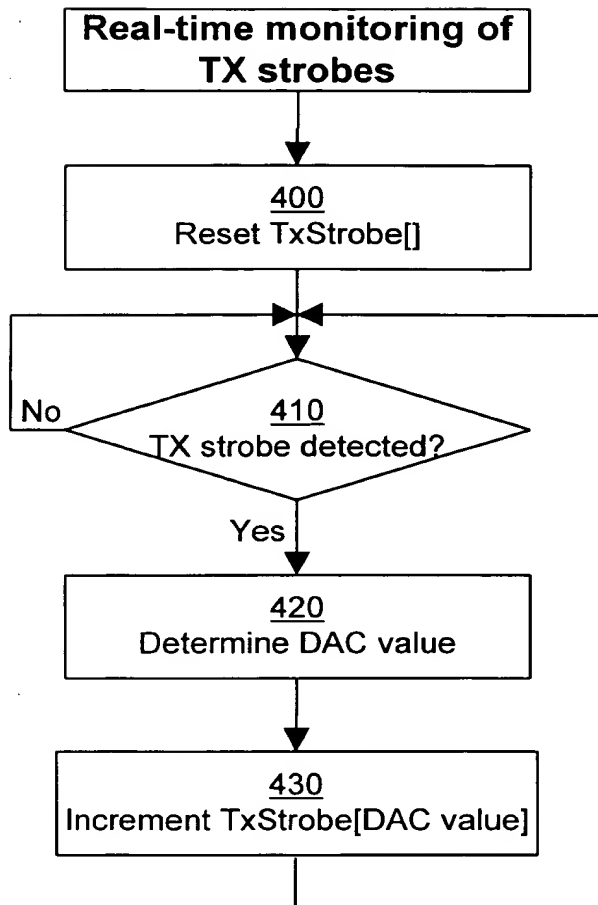 Real-time monitoring of
TX strobes
400
Reset TxStrobe[]
410
TX strobe detected?
No
Yes
420
Determine DAC value
430
Increment TxStrobe[DAC value]